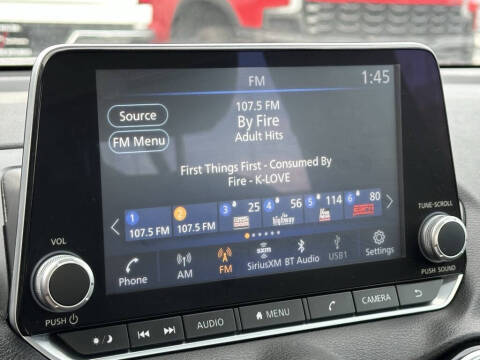 FM
1:45
Source
FM Menu
107.5 FM
By Fire
Adult Hits
First Things First - Consumed By
Fire - K-LOVE
1
107.5 FM
2
107.5 FM
3 25
4 56
highway
5 114
6 80
VOL
PUSH
TUNE-SCROLL
PUSH SOUND
Phone
AM
FM
sxm
SiriusXM
BT Audio
USB1
Settings
AUDIO
MENU
CAMERA